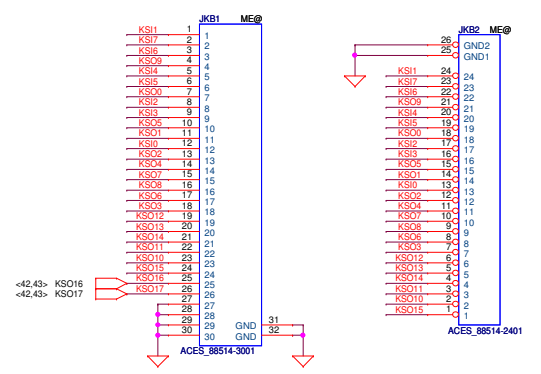 JKB1 ME@
KSI1 1 1
KSI7 2 2
KSI6 3 3
KSO9 4 4
KSI4 5 5
KSI5 6 6
KSO0 7 7
KSI2 8 8
KSI3 9 9
KSO5 10 10
KSO1 11 11
KSI0 12 12
KSO2 13 13
KSO4 14 14
KSO7 15 15
KSO8 16 16
KSO6 17 17
KSO3 18 18
KSO12 19 19
KSO13 20 20
KSO14 21 21
KSO11 22 22
KSO10 23 23
KSO15 24 24
<42,43> KSO16 KSO16 25 25
<42,43> KSO17 KSO17 26 26
27 27
28 28
29 29 GND 31
30 30 GND 32
ACES_88514-3001
JKB2 ME@
26 GND2
25 GND1
KSI1 24 24
KSI7 23 23
KSI6 22 22
KSO9 21 21
KSI4 20 20
KSI5 19 19
KSO0 18 18
KSI2 17 17
KSI3 16 16
KSO5 15 15
KSO1 14 14
KSI0 13 13
KSO2 12 12
KSO4 11 11
KSO7 10 10
KSO8 9 9
KSO6 8 8
KSO3 7 7
KSO12 6 6
KSO13 5 5
KSO14 4 4
KSO11 3 3
KSO10 2 2
KSO15 1 1
ACES_88514-2401